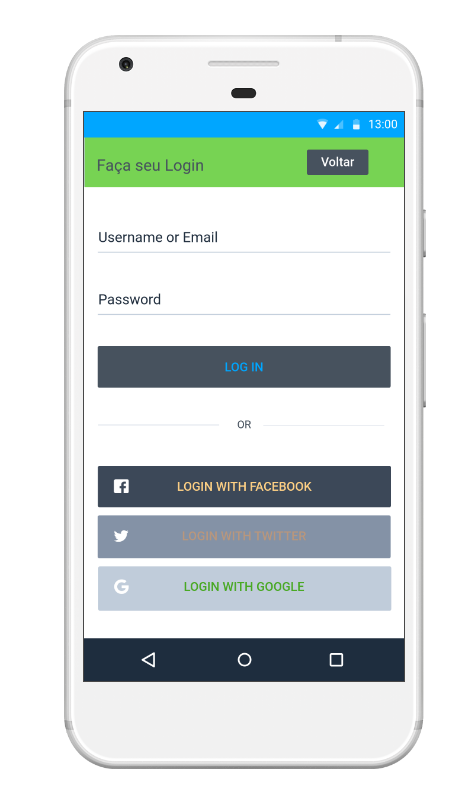 13:00
Faça seu Login
Voltar
Username or Email
Password
LOG IN
OR
LOGIN WITH FACEBOOK
LOGIN WITH TWITTER
LOGIN WITH GOOGLE